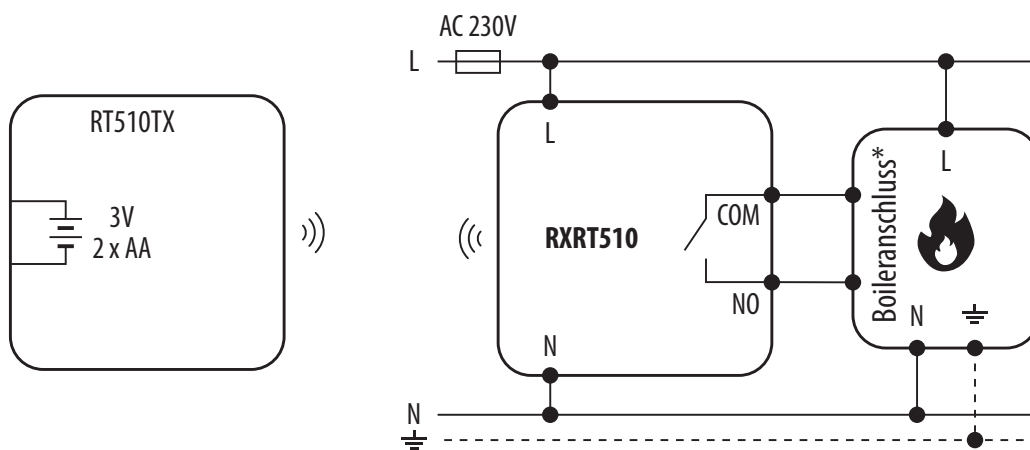 AC 230V
L
RT510TX
3V
2 x AA
L
COM
RXRT510
NO
N
L
Boileranschluss*
N
N